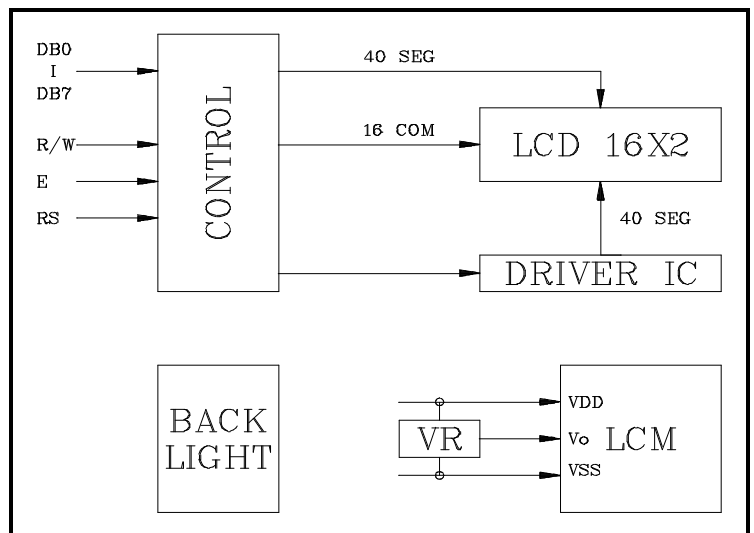 DB0
I
DB7
R/W
E
RS
CONTROL
40 SEG
16 COM
LCD 16X2
40 SEG
DRIVER IC
BACK
LIGHT
VR
VDD
Vo
VSS
LCM